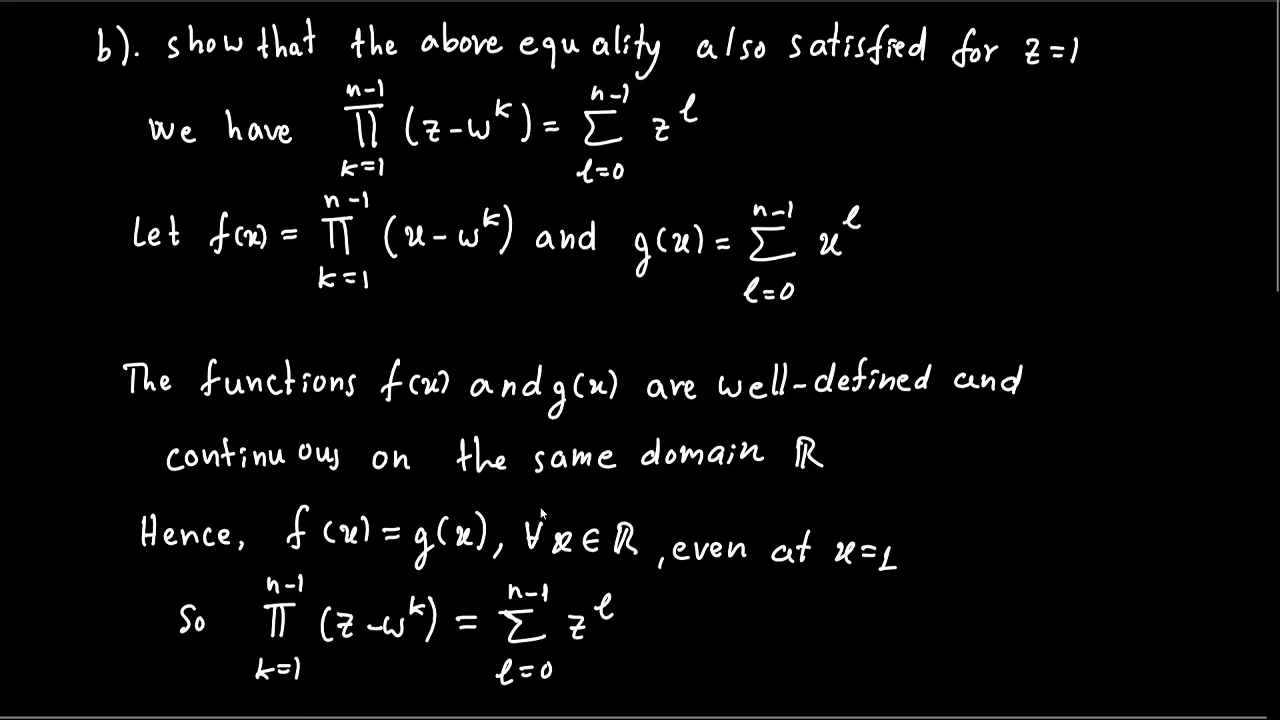 b). show that the above equality also satisfied for z=1
we have ∏_{k=1}^{n-1} (z-w^k) = ∑_{l=0}^{n-1} z^l
Let f(x) = ∏_{k=1}^{n-1} (x-w^k) and g(x) = ∑_{l=0}^{n-1} x^l
The functions f(x) and g(x) are well-defined and
continuous on the same domain ℝ
Hence, f(x) = g(x), ∀x∈ℝ, even at x=1
So ∏_{k=1}^{n-1} (z-w^k) = ∑_{l=0}^{n-1} z^l